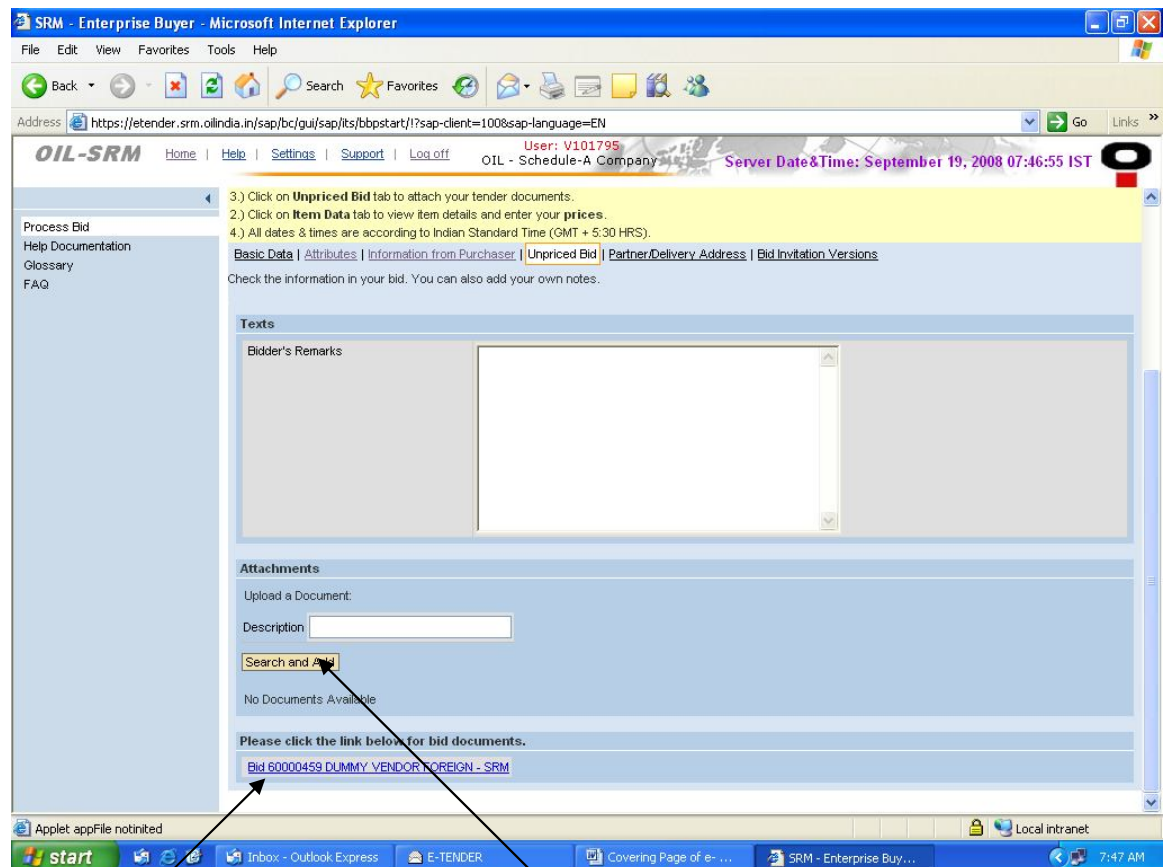 SRM - Enterprise Buyer - Microsoft Internet Explorer
File Edit View Favorites Tools Help
Back Search Favorites
Address https://etender.srm.oilindia.in/sap/bc/gui/sap/its/bbpstart/!?sap-client=100&sap-language=EN Go Links »
OIL-SRM Home | Help | Settings | Support | Log off User: V101795
OIL - Schedule-A Company Server Date&Time: September 19, 2008 07:46:55 IST
Process Bid
Help Documentation
Glossary
FAQ
3.) Click on Unpriced Bid tab to attach your tender documents.
2.) Click on Item Data tab to view item details and enter your prices.
4.) All dates & times are according to Indian Standard Time (GMT + 5:30 HRS).
Basic Data | Attributes | Information from Purchaser | Unpriced Bid | Partner/Delivery Address | Bid Invitation Versions
Check the information in your bid. You can also add your own notes.
Texts
Bidder's Remarks
Attachments
Upload a Document:
Description
Search and Add
No Documents Available
Please click the link below for bid documents.
Bid 60000459 DUMMY VENDOR FOREIGN - SRM
Applet appFile notinited Local intranet
start Inbox - Outlook Express E-TENDER Covering Page of e- ... SRM - Enterprise Buy... 7:47 AM